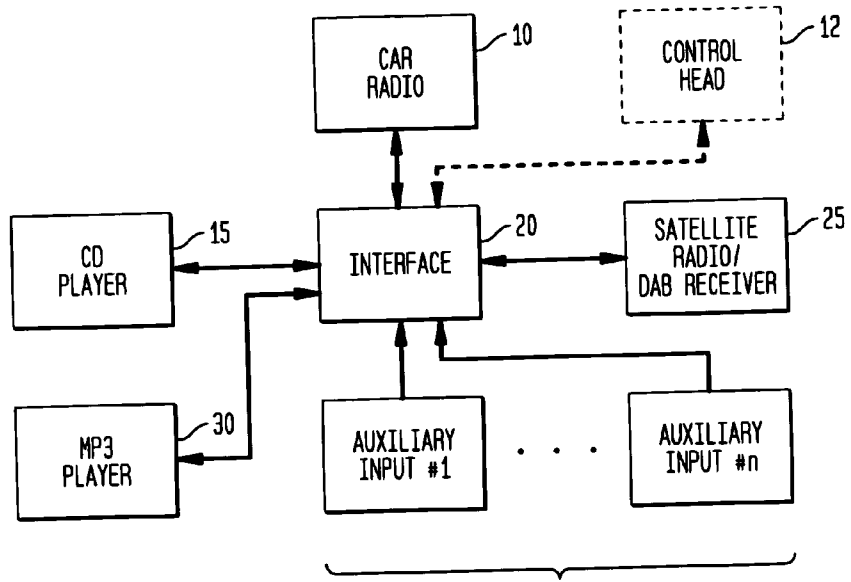 CAR
RADIO
10
CONTROL
HEAD
12
CD
PLAYER
15
INTERFACE
20
SATELLITE
RADIO/
DAB RECEIVER
25
MP3
PLAYER
30
AUXILIARY
INPUT #1
. . .
AUXILIARY
INPUT #n